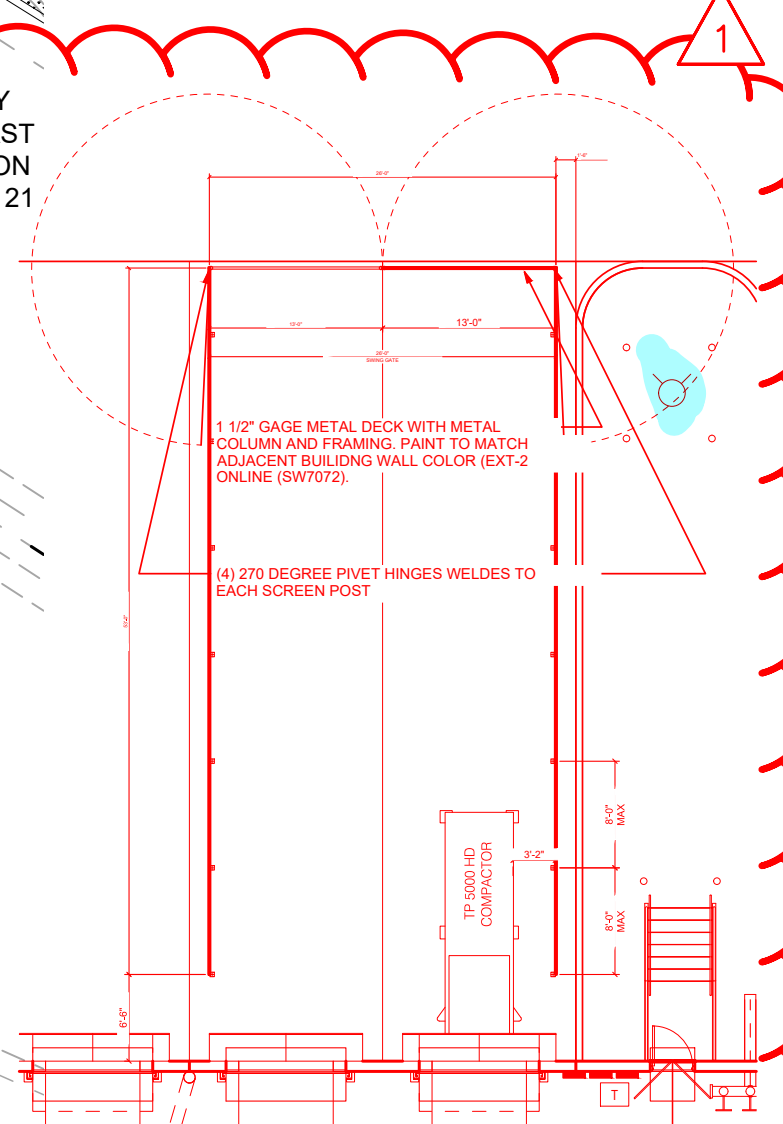 1
Y
AST
ON
21
1'-6"
26'-0"
13'-0"
13'-0"
26'-0"
SWING GATE
1 1/2" GAGE METAL DECK WITH METAL
COLUMN AND FRAMING. PAINT TO MATCH
ADJACENT BUILIDNG WALL COLOR (EXT-2
ONLINE (SW7072).
(4) 270 DEGREE PIVET HINGES WELDES TO
EACH SCREEN POST
8'-0"
MAX
TP 5000 HD
COMPACTOR
3'-2"
8'-0"
MAX
6'-6"
T